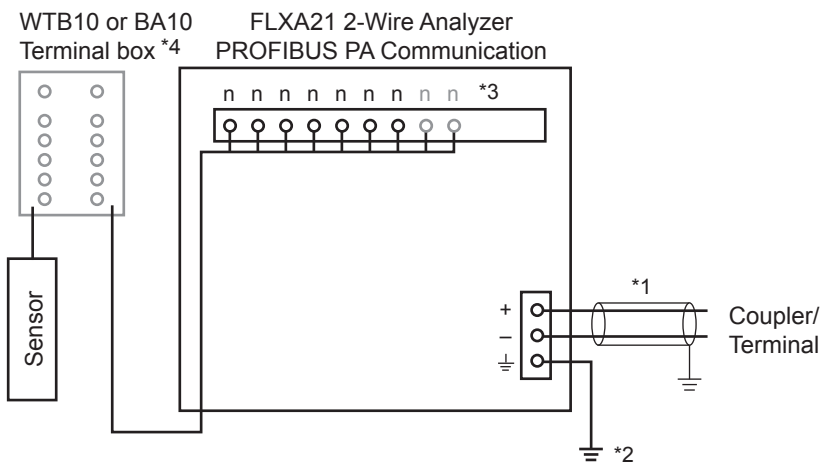 WTB10 or BA10
Terminal box *4
FLXA21 2-Wire Analyzer
PROFIBUS PA Communication
n n n n n n n n n *3
Sensor
+
–
*1
Coupler/
Terminal
*2